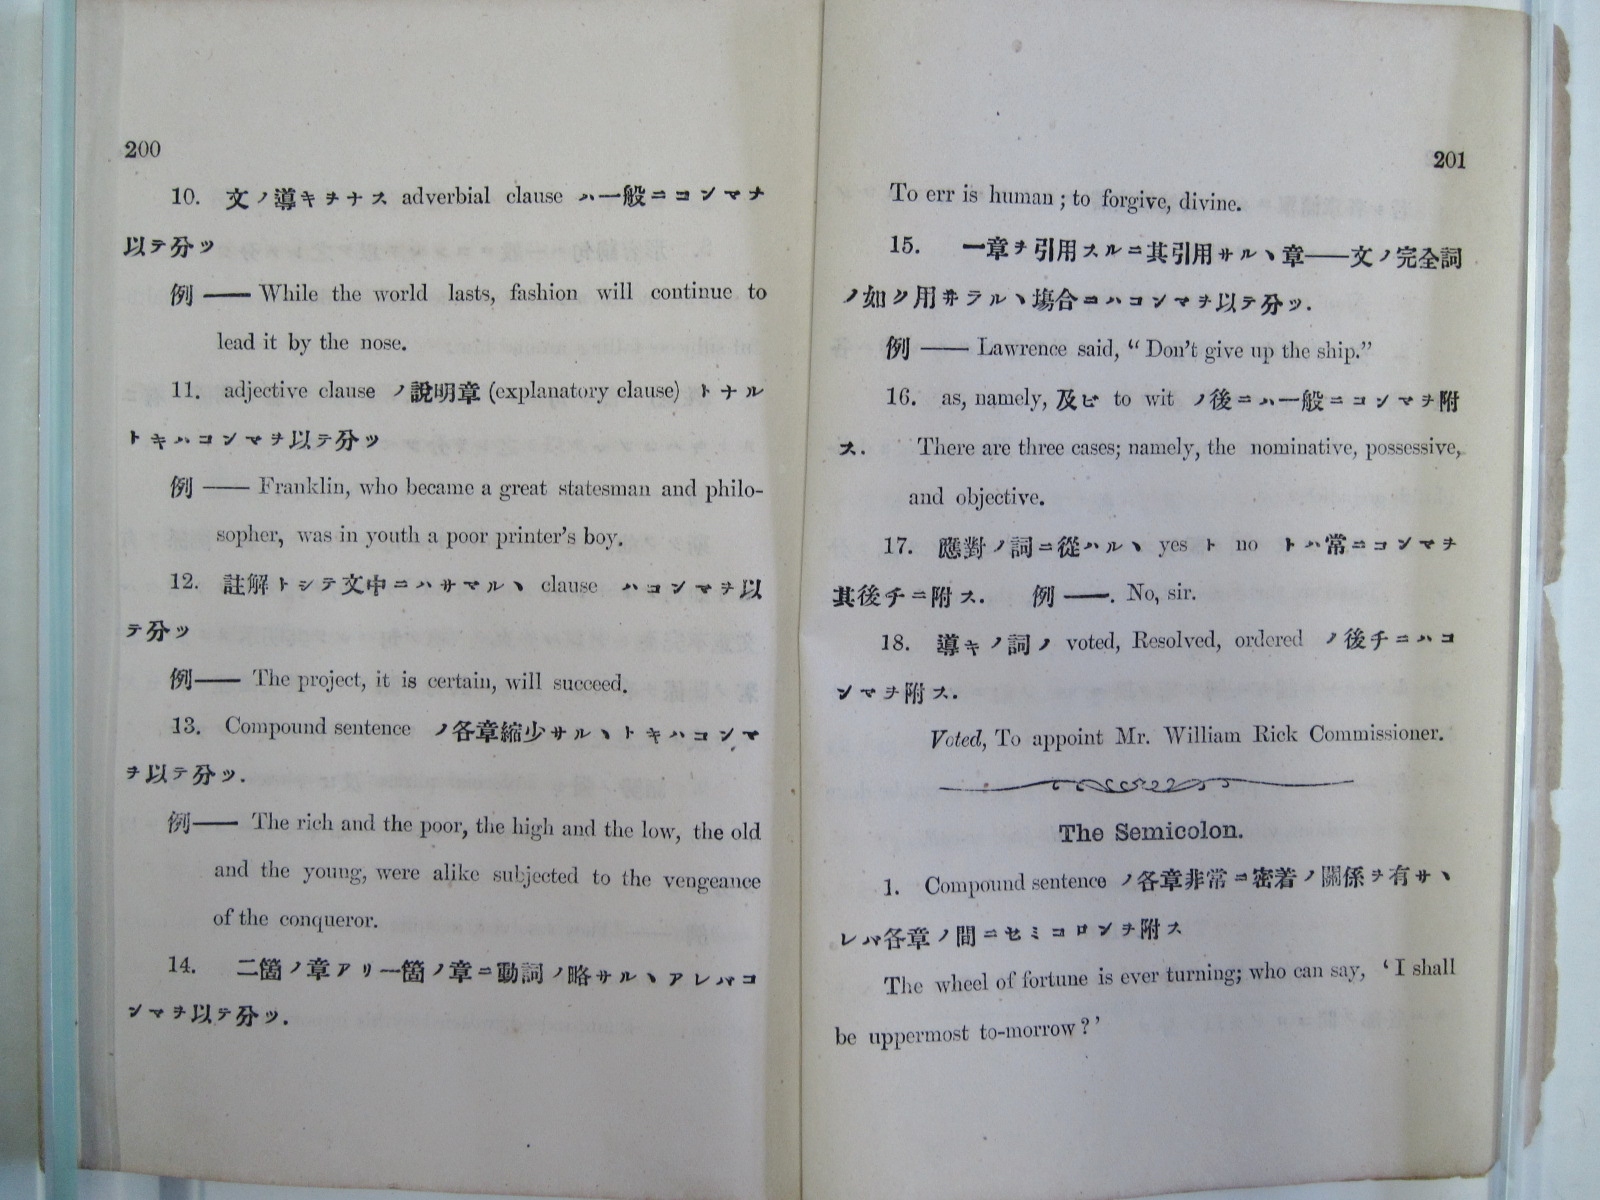 200
10. 文ノ導キヲナス adverbial clause ハ一般ニコンマヲ
以テ分ツ
例 —— While the world lasts, fashion will continue to
lead it by the nose.
11. adjective clause ノ說明章 (explanatory clause) トナル
トキハコンマヲ以テ分ツ
例 —— Franklin, who became a great statesman and philo-
sopher, was in youth a poor printer's boy.
12. 註解トシテ文中ニハサマルヽ clause ハコンマヲ以
テ分ツ
例—— The project, it is certain, will succeed.
13. Compound sentence ノ各章縮少サルヽトキハコンマ
ヲ以テ分ツ.
例—— The rich and the poor, the high and the low, the old
and the young, were alike subjected to the vengeance
of the conqueror.
14. 二箇ノ章アリ一箇ノ章ニ動詞ノ略サルヽアレバコ
ンマヲ以テ分ツ.
201
To err is human ; to forgive, divine.
15. 一章ヲ引用スルニ其引用サルヽ章——文ノ完全詞
ノ如ク用井ラルヽ塲合ニハコンマヲ以テ分ツ.
例 —— Lawrence said, “ Don't give up the ship.”
16. as, namely, 及ビ to wit ノ後ニハ一般ニコンマヲ附
ス. There are three cases; namely, the nominative, possessive,
and objective.
17. 應對ノ詞ニ從ハルヽ yes ト no トハ常ニコンマヲ
其後チニ附ス. 例 ——. No, sir.
18. 導キノ詞ノ voted, Resolved, ordered ノ後チニハコ
ンマヲ附ス.
Voted, To appoint Mr. William Rick Commissioner.
The Semicolon.
1. Compound sentence ノ各章非常ニ密着ノ關係ヲ有サヽ
レバ各章ノ間ニセミコロンヲ附ス
The wheel of fortune is ever turning; who can say, ‘ I shall
be uppermost to-morrow ? ’